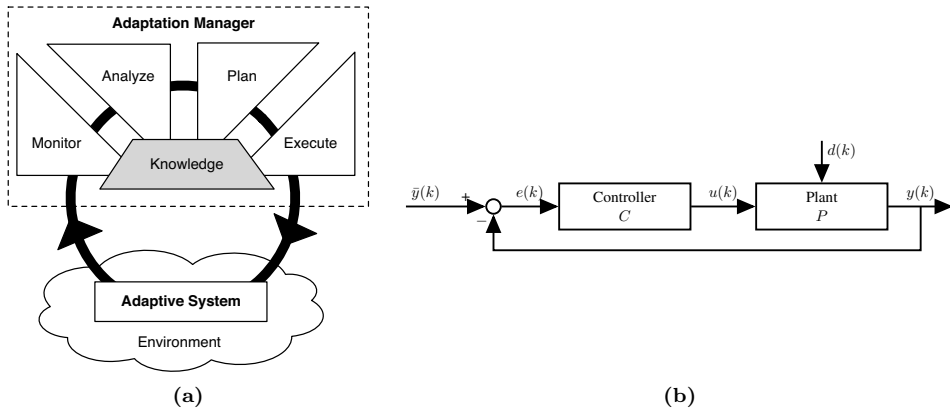 Adaptation Manager
Analyze
Plan
Monitor
Execute
Knowledge
Adaptive System
Environment
(a)
d(k)
ȳ(k)
+
−
e(k)
Controller
C
u(k)
Plant
P
y(k)
(b)